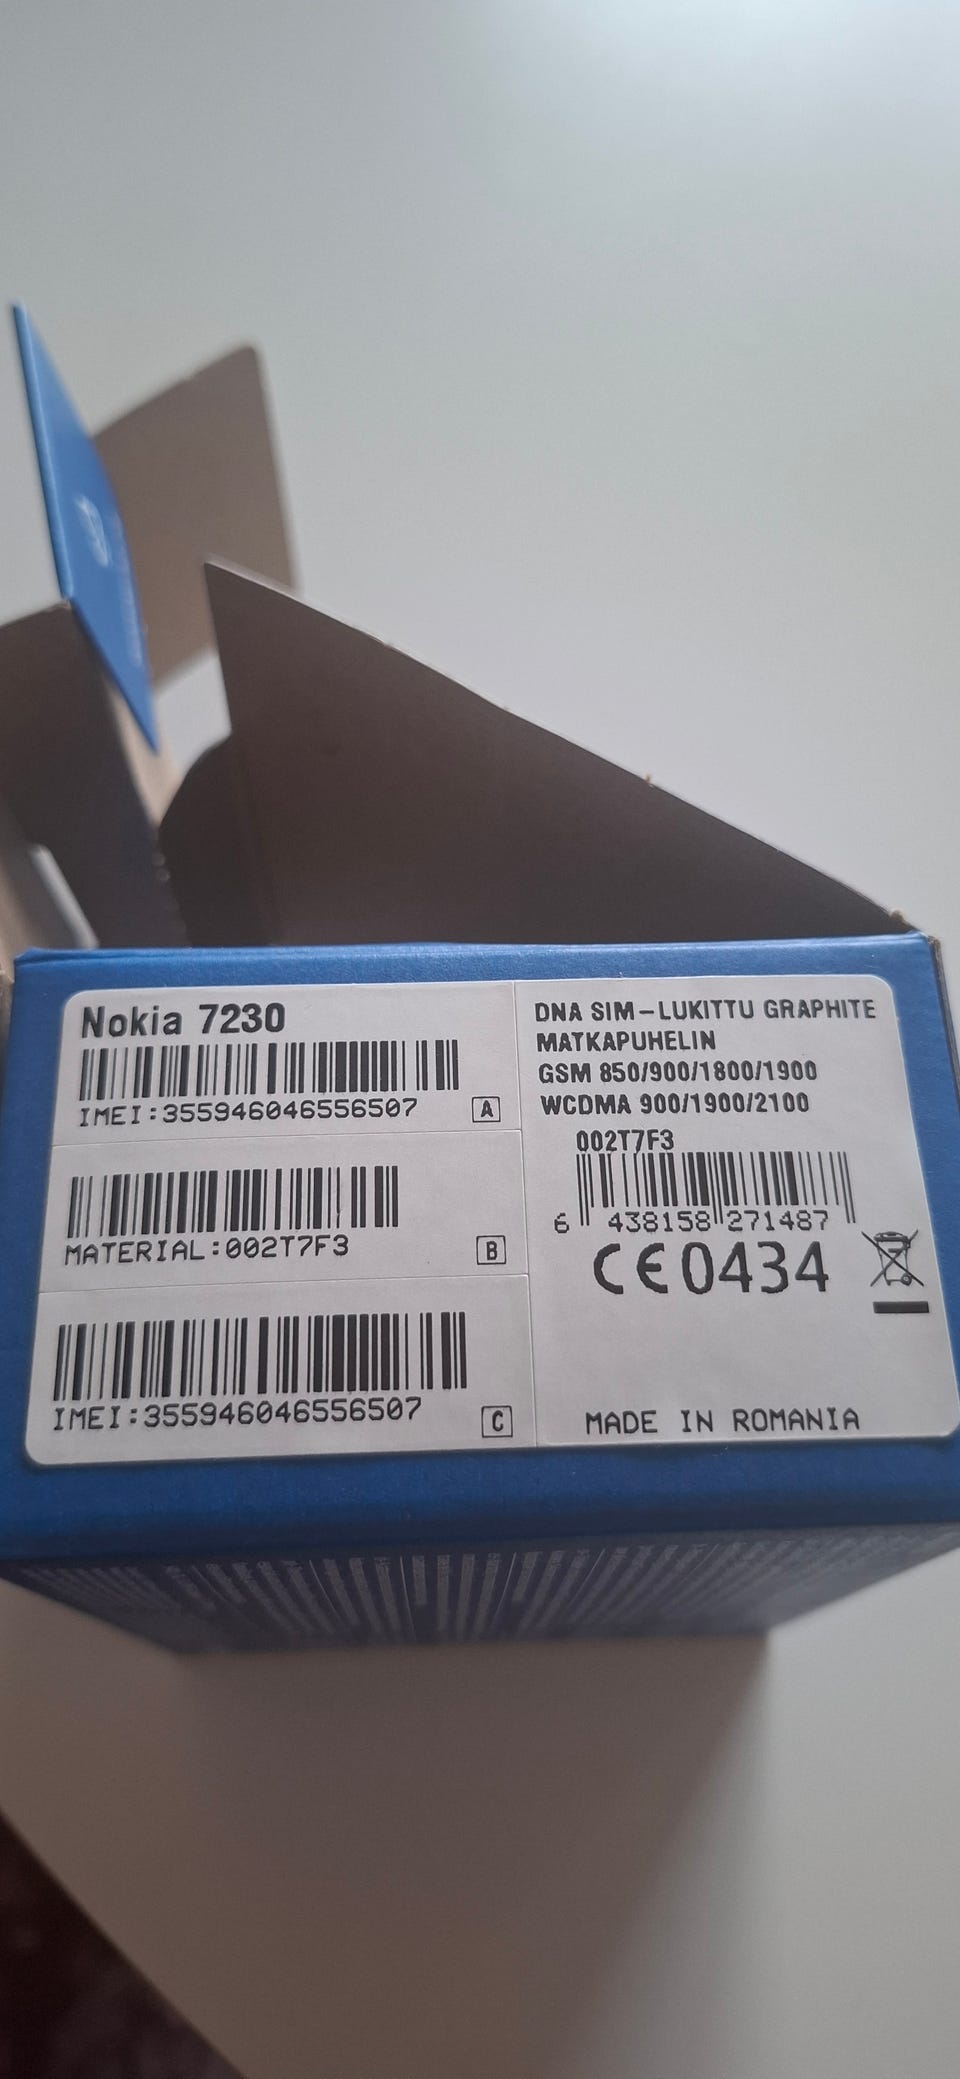 Nokia 7230
IMEI:355946046556507
A
MATERIAL:002T7F3
B
IMEI:355946046556507
C
DNA SIM-LUKITTU GRAPHITE
MATKAPUHELIN
GSM 850/900/1800/1900
WCDMA 900/1900/2100
002T7F3
6 438158 271487
CE0434
MADE IN ROMANIA